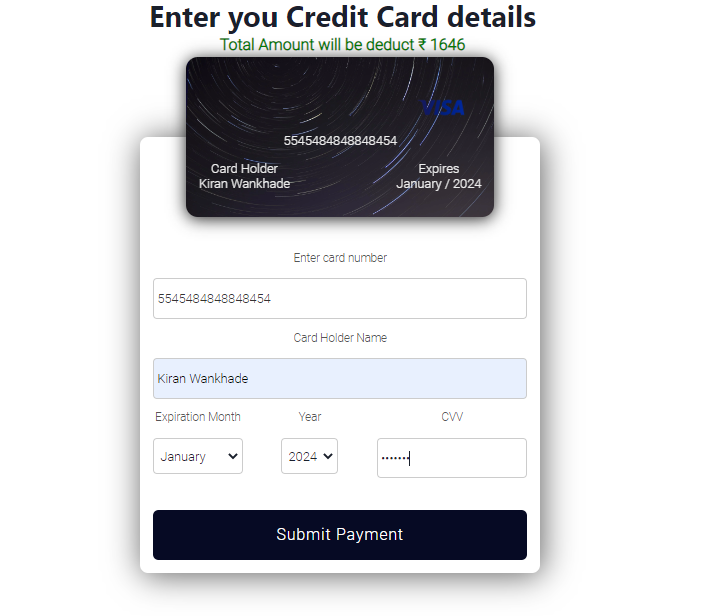 Enter you Credit Card details
Total Amount will be deduct ₹ 1646
VISA
5545484848848454
Card Holder
Kiran Wankhade
Expires
January / 2024
Enter card number
5545484848848454
Card Holder Name
Kiran Wankhade
Expiration Month Year CVV
January 2024 •••••••
Submit Payment